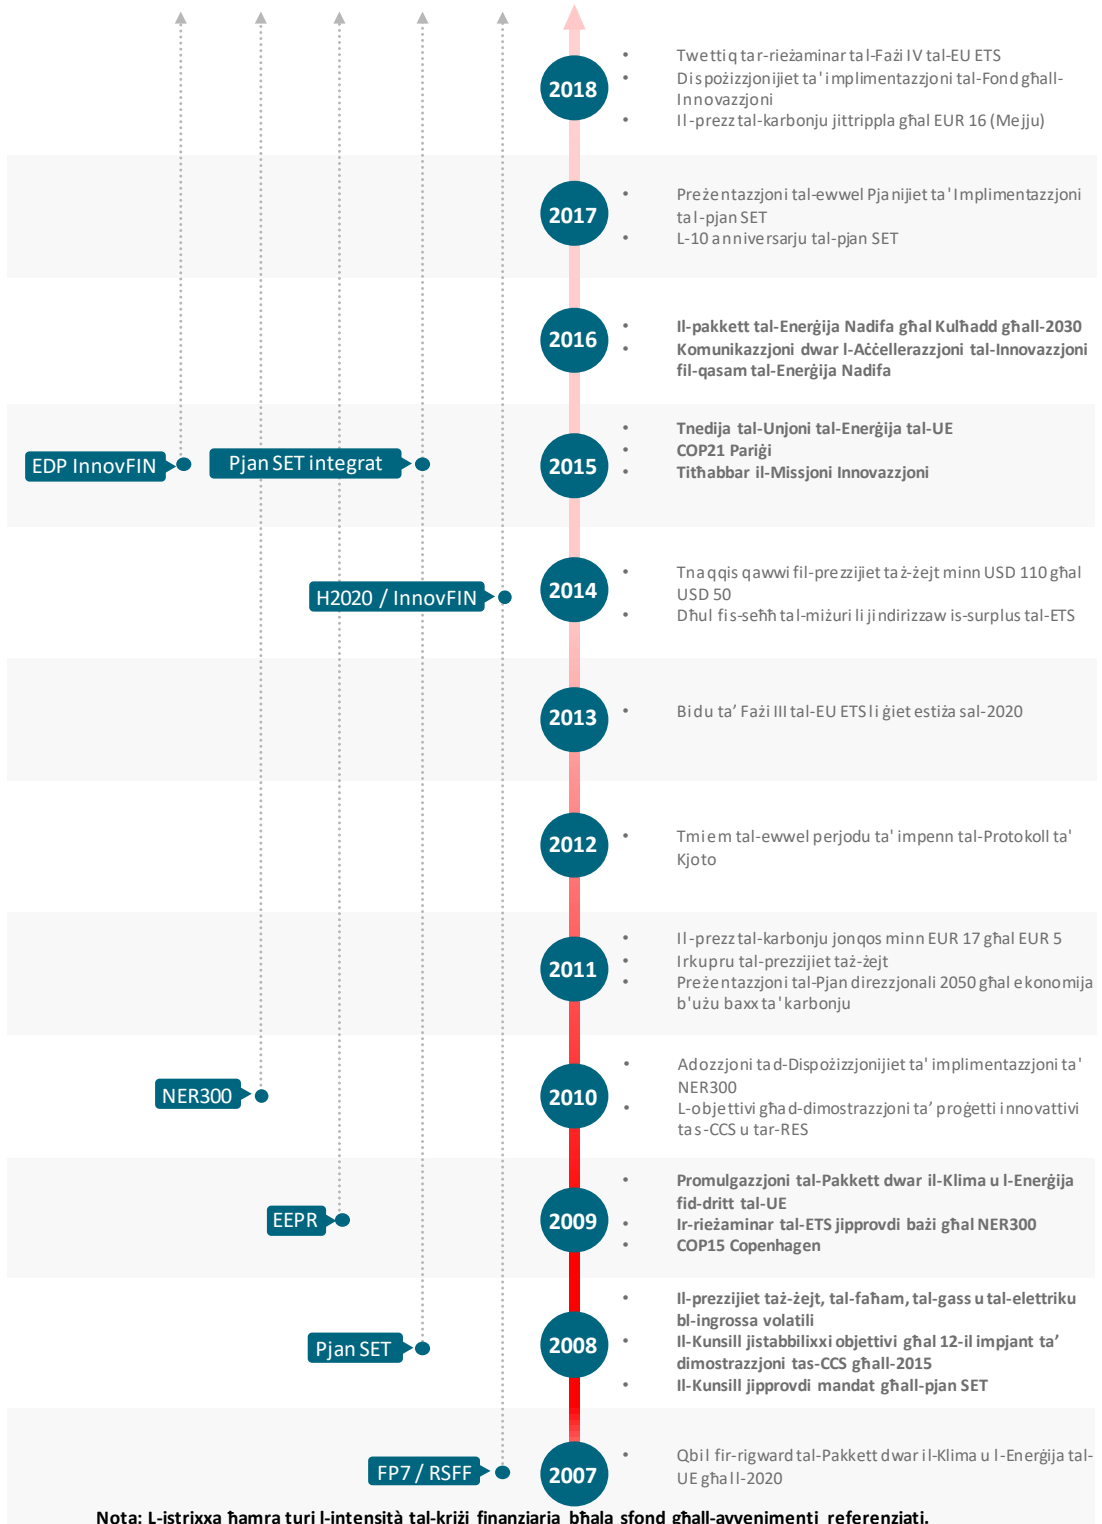 2018
• Twettiq tar-rieżaminar tal-Fażi IV tal-EU ETS
• Dispożizzjonijiet ta' implimentazzjoni tal-Fond għall-
Innovazzjoni
• Il-prezz tal-karbonju jittrippla għal EUR 16 (Mejju)
2017
• Preżentazzjoni tal-ewwel Pjanijiet ta' Implimentazzjoni
tal-pjan SET
• L-10 anniversarju tal-pjan SET
2016
• Il-pakkett tal-Enerġija Nadifa għal Kulħadd għall-2030
• Komunikazzjoni dwar l-Aċċellerazzjoni tal-Innovazzjoni
fil-qasam tal-Enerġija Nadifa
EDP InnovFIN
Pjan SET integrat
2015
• Tnedija tal-Unjoni tal-Enerġija tal-UE
• COP21 Pariġi
• Titħabbar il-Missjoni Innovazzjoni
H2020 / InnovFIN
2014
• Tnaqqis qawwi fil-prezzijiet taż-żejt minn USD 110 għal
USD 50
• Dħul fis-seħħ tal-miżuri li jindirizzaw is-surplus tal-ETS
2013
• Bidu ta’ Fażi III tal-EU ETS li ġiet estiża sal-2020
2012
• Tmiem tal-ewwel perjodu ta' impenn tal-Protokoll ta'
Kjoto
2011
• Il-prezz tal-karbonju jonqos minn EUR 17 għal EUR 5
• Irkupru tal-prezzijiet taż-żejt
• Preżentazzjoni tal-Pjan direzzjonali 2050 għal ekonomija
b'użu baxx ta' karbonju
NER300
2010
• Adozzjoni tad-Dispożizzjonijiet ta' implimentazzjoni ta'
NER300
• L-objettivi għad-dimostrazzjoni ta’ proġetti innovattivi
tas-CCS u tar-RES
EEPR
2009
• Promulgazzjoni tal-Pakkett dwar il-Klima u l-Enerġija
fid-dritt tal-UE
• Ir-rieżaminar tal-ETS jipprovdi bażi għal NER300
• COP15 Copenhagen
Pjan SET
2008
• Il-prezzijiet taż-żejt, tal-faħam, tal-gass u tal-elettriku
bl-ingrossa volatili
• Il-Kunsill jistabbilixxi objettivi għal 12-il impjant ta’
dimostrazzjoni tas-CCS għall-2015
• Il-Kunsill jipprovdi mandat għall-pjan SET
FP7 / RSFF
2007
• Qbil fir-rigward tal-Pakkett dwar il-Klima u l-Enerġija tal-
UE għall-2020
Nota: L-istrixxa ħamra turi l-intensità tal-kriżi finanzjarja bħala sfond għall-avvenimenti referenzjati.